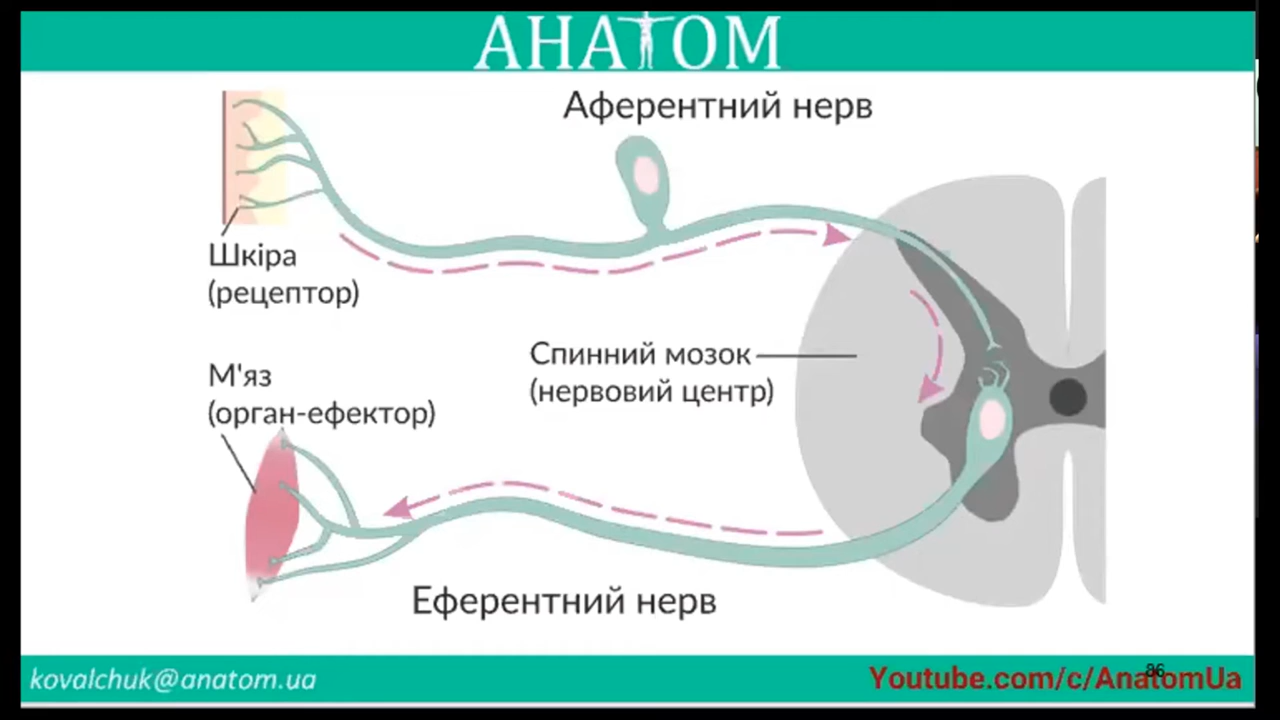 АНАТОМ
Аферентний нерв
Шкіра
(рецептор)
Спинний мозок
(нервовий центр)
М'яз
(орган-ефектор)
Еферентний нерв
kovalchuk@anatom.ua
Youtube.com/c/AnatomUa
86